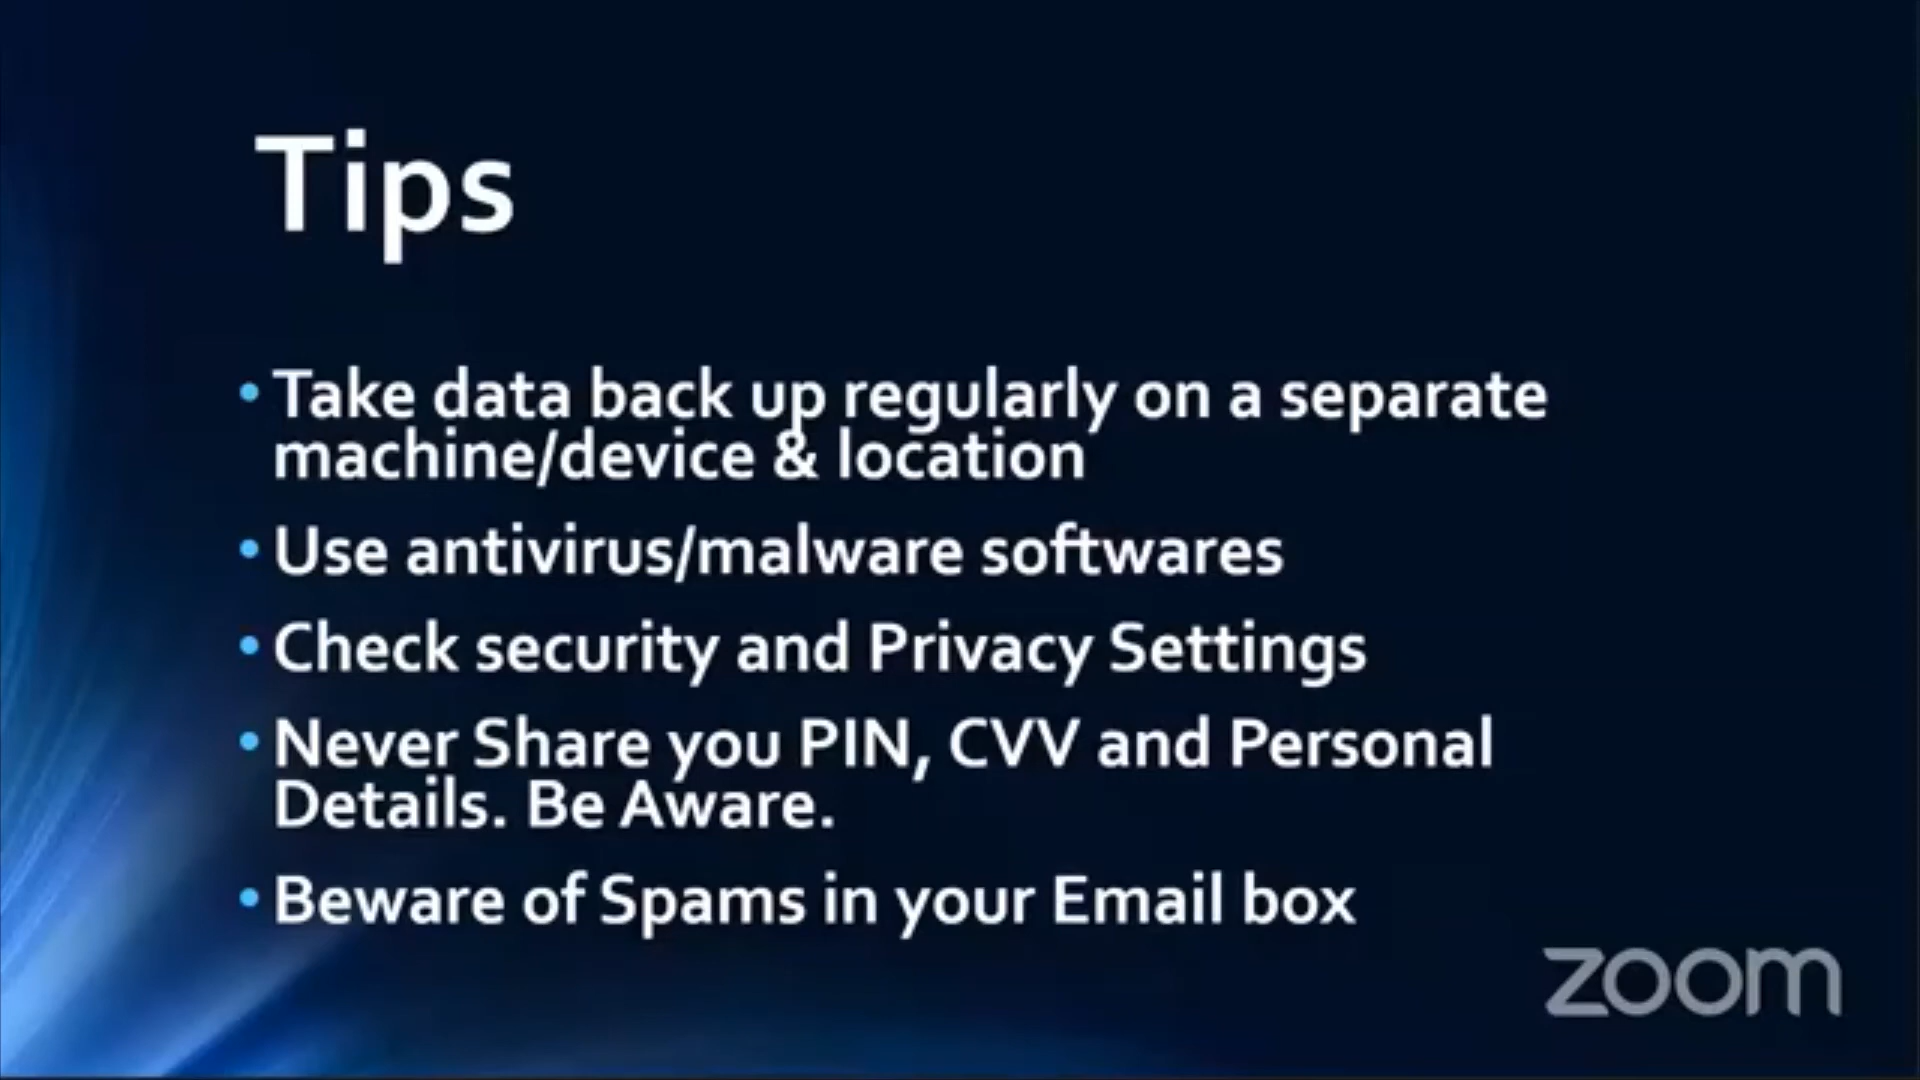 Tips
• Take data back up regularly on a separate
machine/device & location
• Use antivirus/malware softwares
• Check security and Privacy Settings
• Never Share you PIN, CVV and Personal
Details. Be Aware.
• Beware of Spams in your Email box
zoom